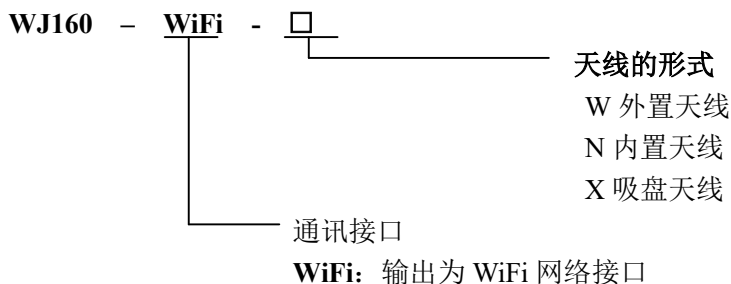 WJ160 – WiFi - □
天线的形式
W 外置天线
N 内置天线
X 吸盘天线
通讯接口
WiFi：输出为 WiFi 网络接口